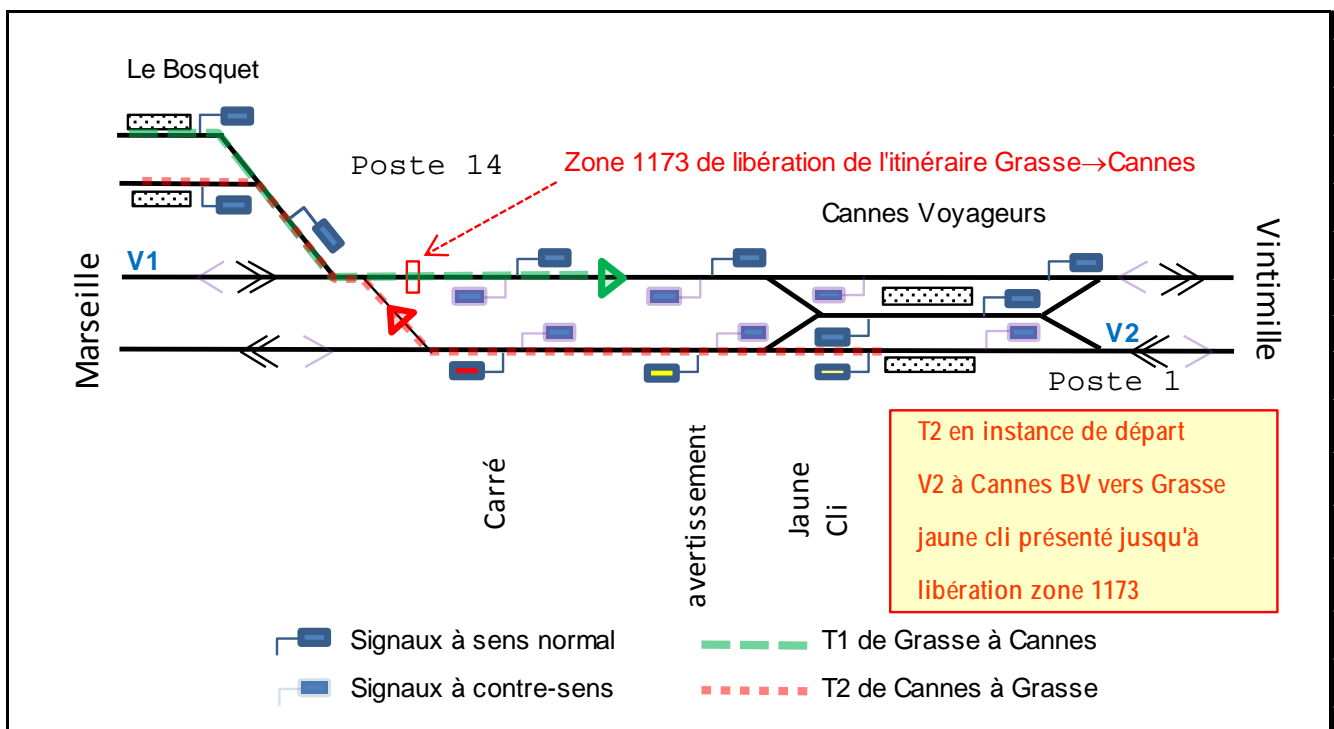 Le Bosquet
Poste 14
Zone 1173 de libération de l'itinéraire Grasse→Cannes
Cannes Voyageurs
Marseille
V1
Vintimille
V2
Poste 1
Carré
avertissement
Jaune
Cli
T2 en instance de départ
V2 à Cannes BV vers Grasse
jaune cli présenté jusqu'à
libération zone 1173
Signaux à sens normal
T1 de Grasse à Cannes
Signaux à contre-sens
T2 de Cannes à Grasse